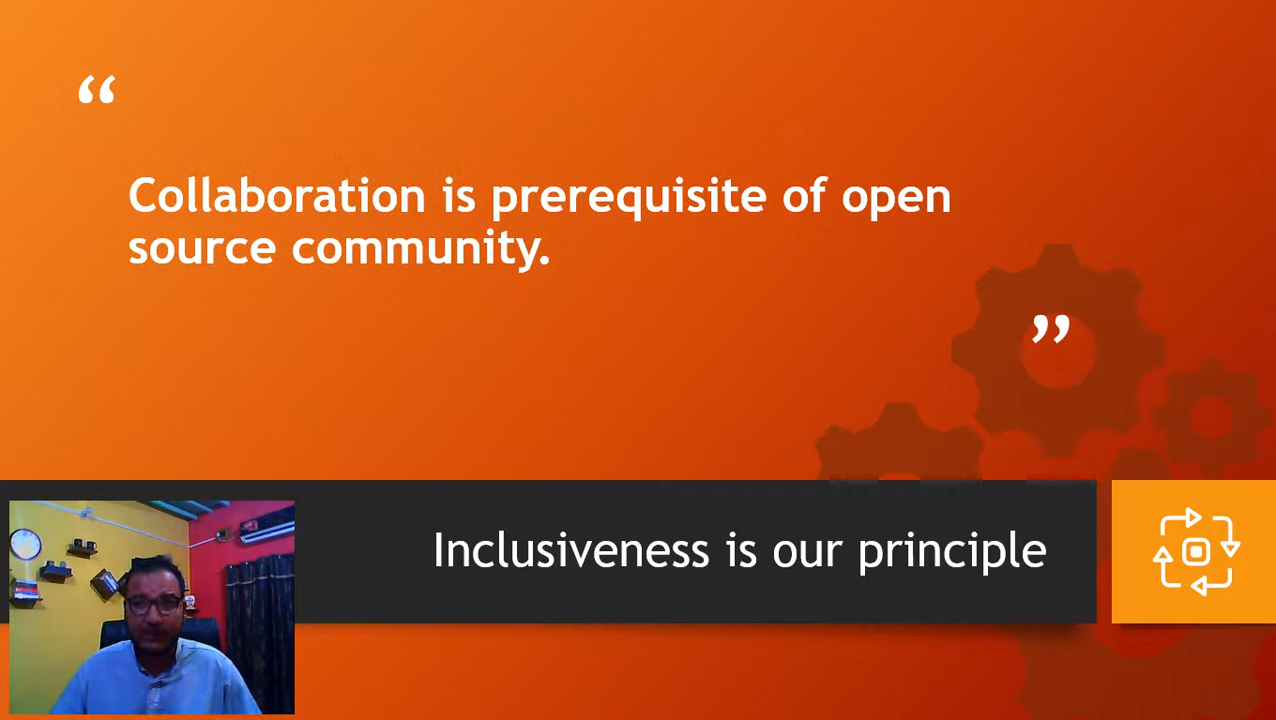 “
Collaboration is prerequisite of open
source community.
”
Inclusiveness is our principle